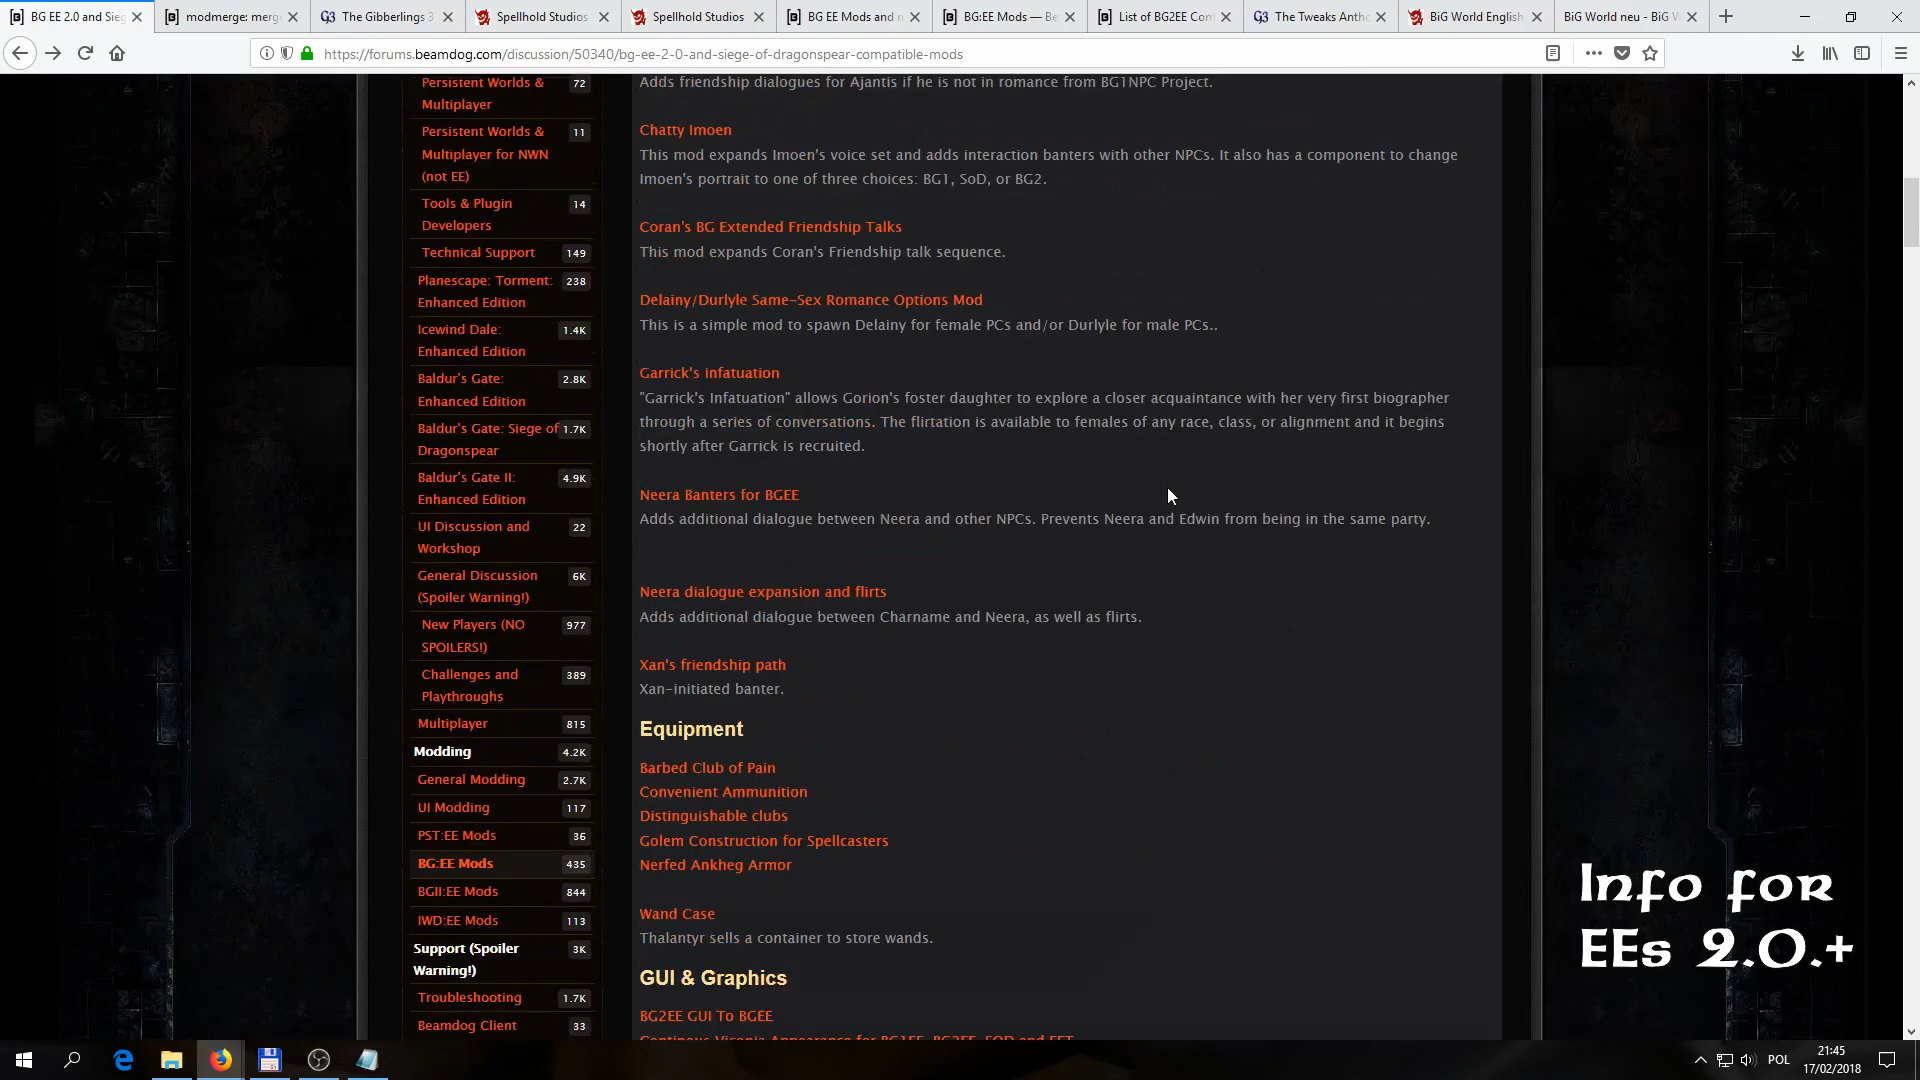 BG EE 2.0 and Sieg
modmerge: merg
The Gibberlings 3
Spellhold Studios
Spellhold Studios
BG EE Mods and n
BG:EE Mods — Be
List of BG2EE Com
The Tweaks Antho
BiG World English
BiG World neu - BiG W
https://forums.beamdog.com/discussion/50340/bg-ee-2-0-and-siege-of-dragonspear-compatible-mods
Persistent Worlds & 72
Multiplayer
Persistent Worlds & 11
Multiplayer for NWN
(not EE)
Tools & Plugin 14
Developers
Technical Support 149
Planescape: Torment: 238
Enhanced Edition
Icewind Dale: 1.4K
Enhanced Edition
Baldur's Gate: 2.8K
Enhanced Edition
Baldur's Gate: Siege of 1.7K
Dragonspear
Baldur's Gate II: 4.9K
Enhanced Edition
UI Discussion and 22
Workshop
General Discussion 6K
(Spoiler Warning!)
New Players (NO 977
SPOILERS!)
Challenges and 389
Playthroughs
Multiplayer 815
Modding 4.2K
General Modding 2.7K
UI Modding 117
PST:EE Mods 36
BG:EE Mods 435
BGII:EE Mods 844
IWD:EE Mods 113
Support (Spoiler 3K
Warning!)
Troubleshooting 1.7K
Beamdog Client 33
Adds friendship dialogues for Ajantis if he is not in romance from BG1NPC Project.
Chatty Imoen
This mod expands Imoen's voice set and adds interaction banters with other NPCs. It also has a component to change
Imoen's portrait to one of three choices: BG1, SoD, or BG2.
Coran's BG Extended Friendship Talks
This mod expands Coran's Friendship talk sequence.
Delainy/Durlyle Same-Sex Romance Options Mod
This is a simple mod to spawn Delainy for female PCs and/or Durlyle for male PCs..
Garrick's infatuation
"Garrick's Infatuation" allows Gorion's foster daughter to explore a closer acquaintance with her very first biographer
through a series of conversations. The flirtation is available to females of any race, class, or alignment and it begins
shortly after Garrick is recruited.
Neera Banters for BGEE
Adds additional dialogue between Neera and other NPCs. Prevents Neera and Edwin from being in the same party.
Neera dialogue expansion and flirts
Adds additional dialogue between Charname and Neera, as well as flirts.
Xan's friendship path
Xan-initiated banter.
Equipment
Barbed Club of Pain
Convenient Ammunition
Distinguishable clubs
Golem Construction for Spellcasters
Nerfed Ankheg Armor
Wand Case
Thalantyr sells a container to store wands.
GUI & Graphics
BG2EE GUI To BGEE
Info for
EEs 2.0.+
POL
21:45
17/02/2018